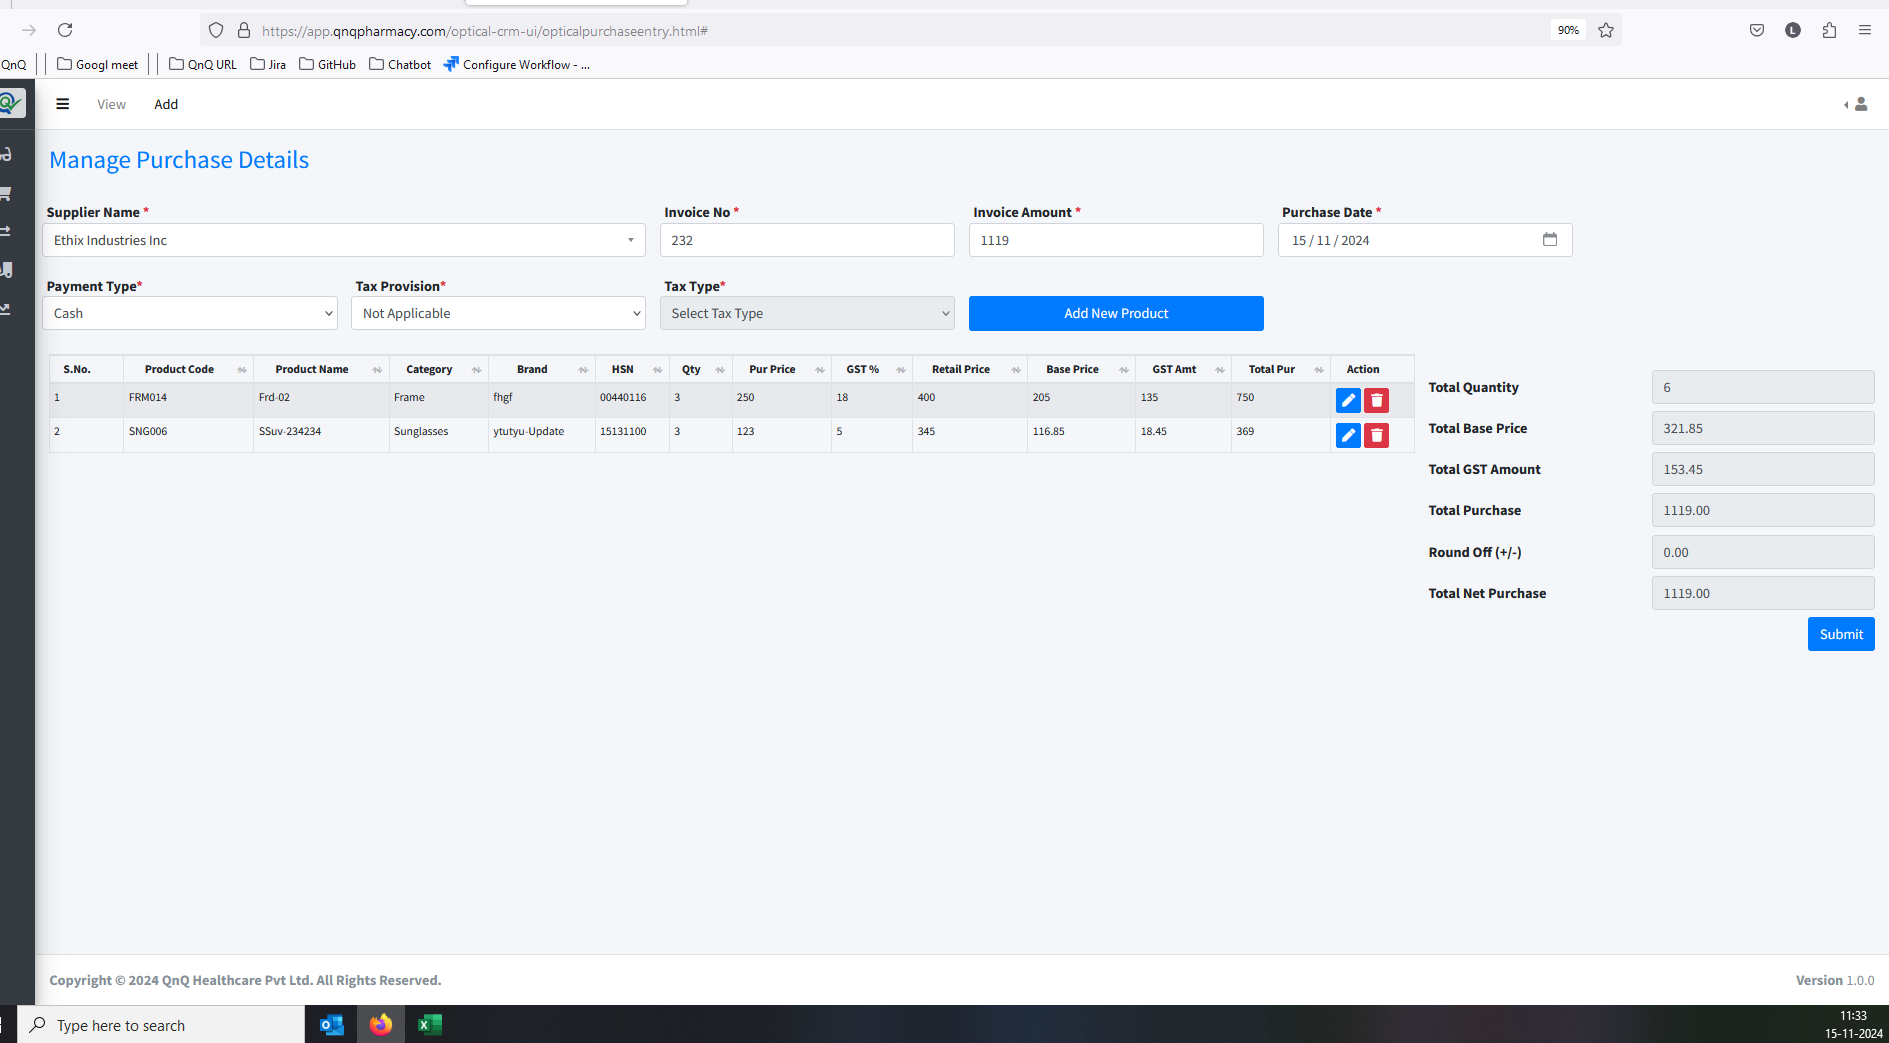 https://app.qnqpharmacy.com/optical-crm-ui/opticalpurchaseentry.html# 90% L
QnQ Googl meet QnQ URL Jira GitHub Chatbot Configure Workflow - ...
View Add
Manage Purchase Details
Supplier Name * Invoice No * Invoice Amount * Purchase Date *
Ethix Industries Inc 232 1119 15 / 11 / 2024
Payment Type* Tax Provision* Tax Type*
Cash Not Applicable Select Tax Type Add New Product
S.No. Product Code Product Name Category Brand HSN Qty Pur Price GST % Retail Price Base Price GST Amt Total Pur Action
1 FRM014 Frd-02 Frame fhgf 00440116 3 250 18 400 205 135 750
2 SNG006 SSuv-234234 Sunglasses ytutyu-Update 15131100 3 123 5 345 116.85 18.45 369
Total Quantity 6
Total Base Price 321.85
Total GST Amount 153.45
Total Purchase 1119.00
Round Off (+/-) 0.00
Total Net Purchase 1119.00
Submit
Copyright © 2024 QnQ Healthcare Pvt Ltd. All Rights Reserved. Version 1.0.0
Type here to search
11:33
15-11-2024